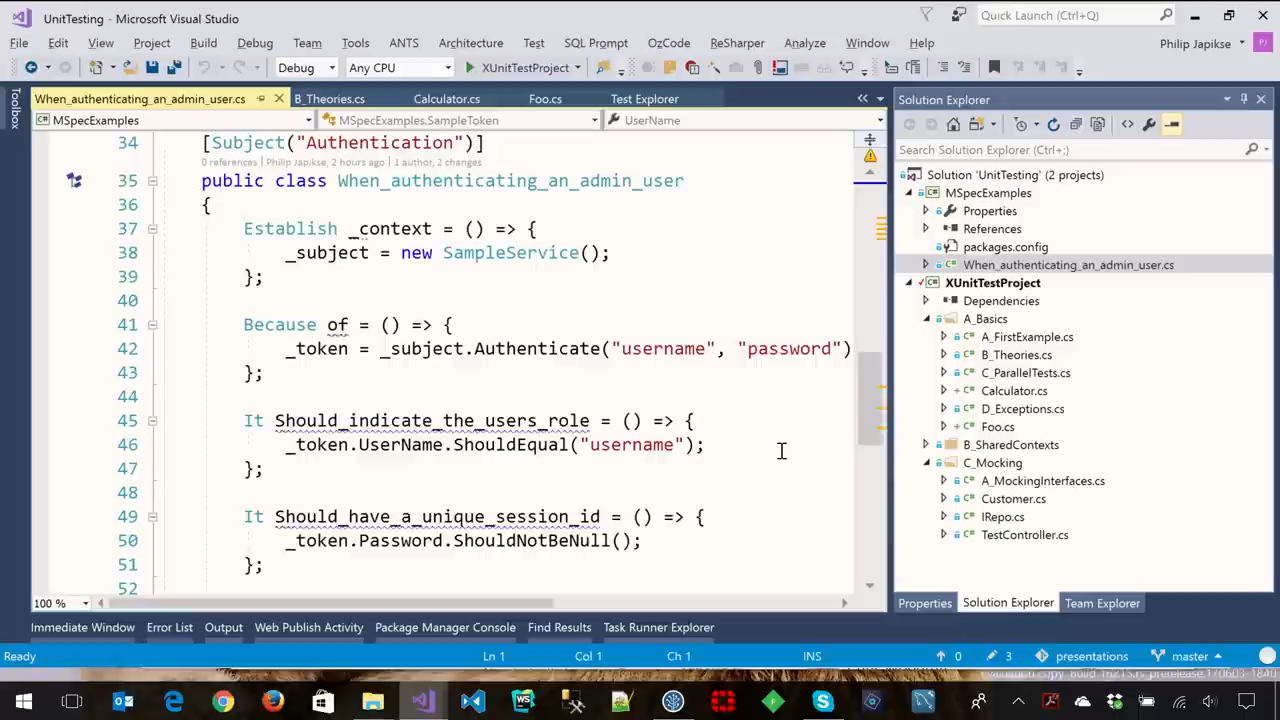 UnitTesting - Microsoft Visual Studio
Quick Launch (Ctrl+Q)
File Edit View Project Build Debug Team Tools ANTS Architecture Test SQL Prompt OzCode ReSharper Analyze Window Help
Philip Japikse PJ
Debug Any CPU XUnitTestProject
Toolbox
When_authenticating_an_admin_user.cs B_Theories.cs Calculator.cs Foo.cs Test Explorer
MSpecExamples MSpecExamples.SampleToken UserName
34 [Subject("Authentication")]
0 references | Philip Japikse, 2 hours ago | 1 author, 2 changes
35 public class When_authenticating_an_admin_user
36 {
37 Establish _context = () => {
38 _subject = new SampleService();
39 };
40
41 Because of = () => {
42 _token = _subject.Authenticate("username", "password")
43 };
44
45 It Should_indicate_the_users_role = () => {
46 _token.UserName.ShouldEqual("username");
47 };
48
49 It Should_have_a_unique_session_id = () => {
50 _token.Password.ShouldNotBeNull();
51 };
52
100 %
Solution Explorer
Search Solution Explorer (Ctrl+;)
Solution 'UnitTesting' (2 projects)
MSpecExamples
Properties
References
packages.config
When_authenticating_an_admin_user.cs
XUnitTestProject
Dependencies
A_Basics
A_FirstExample.cs
B_Theories.cs
C_ParallelTests.cs
Calculator.cs
D_Exceptions.cs
Foo.cs
B_SharedContexts
C_Mocking
A_MockingInterfaces.cs
Customer.cs
IRepo.cs
TestController.cs
Properties Solution Explorer Team Explorer
Immediate Window Error List Output Web Publish Activity Package Manager Console Find Results Task Runner Explorer
Ready Ln 1 Col 1 Ch 1 INS 0 3 presentations master